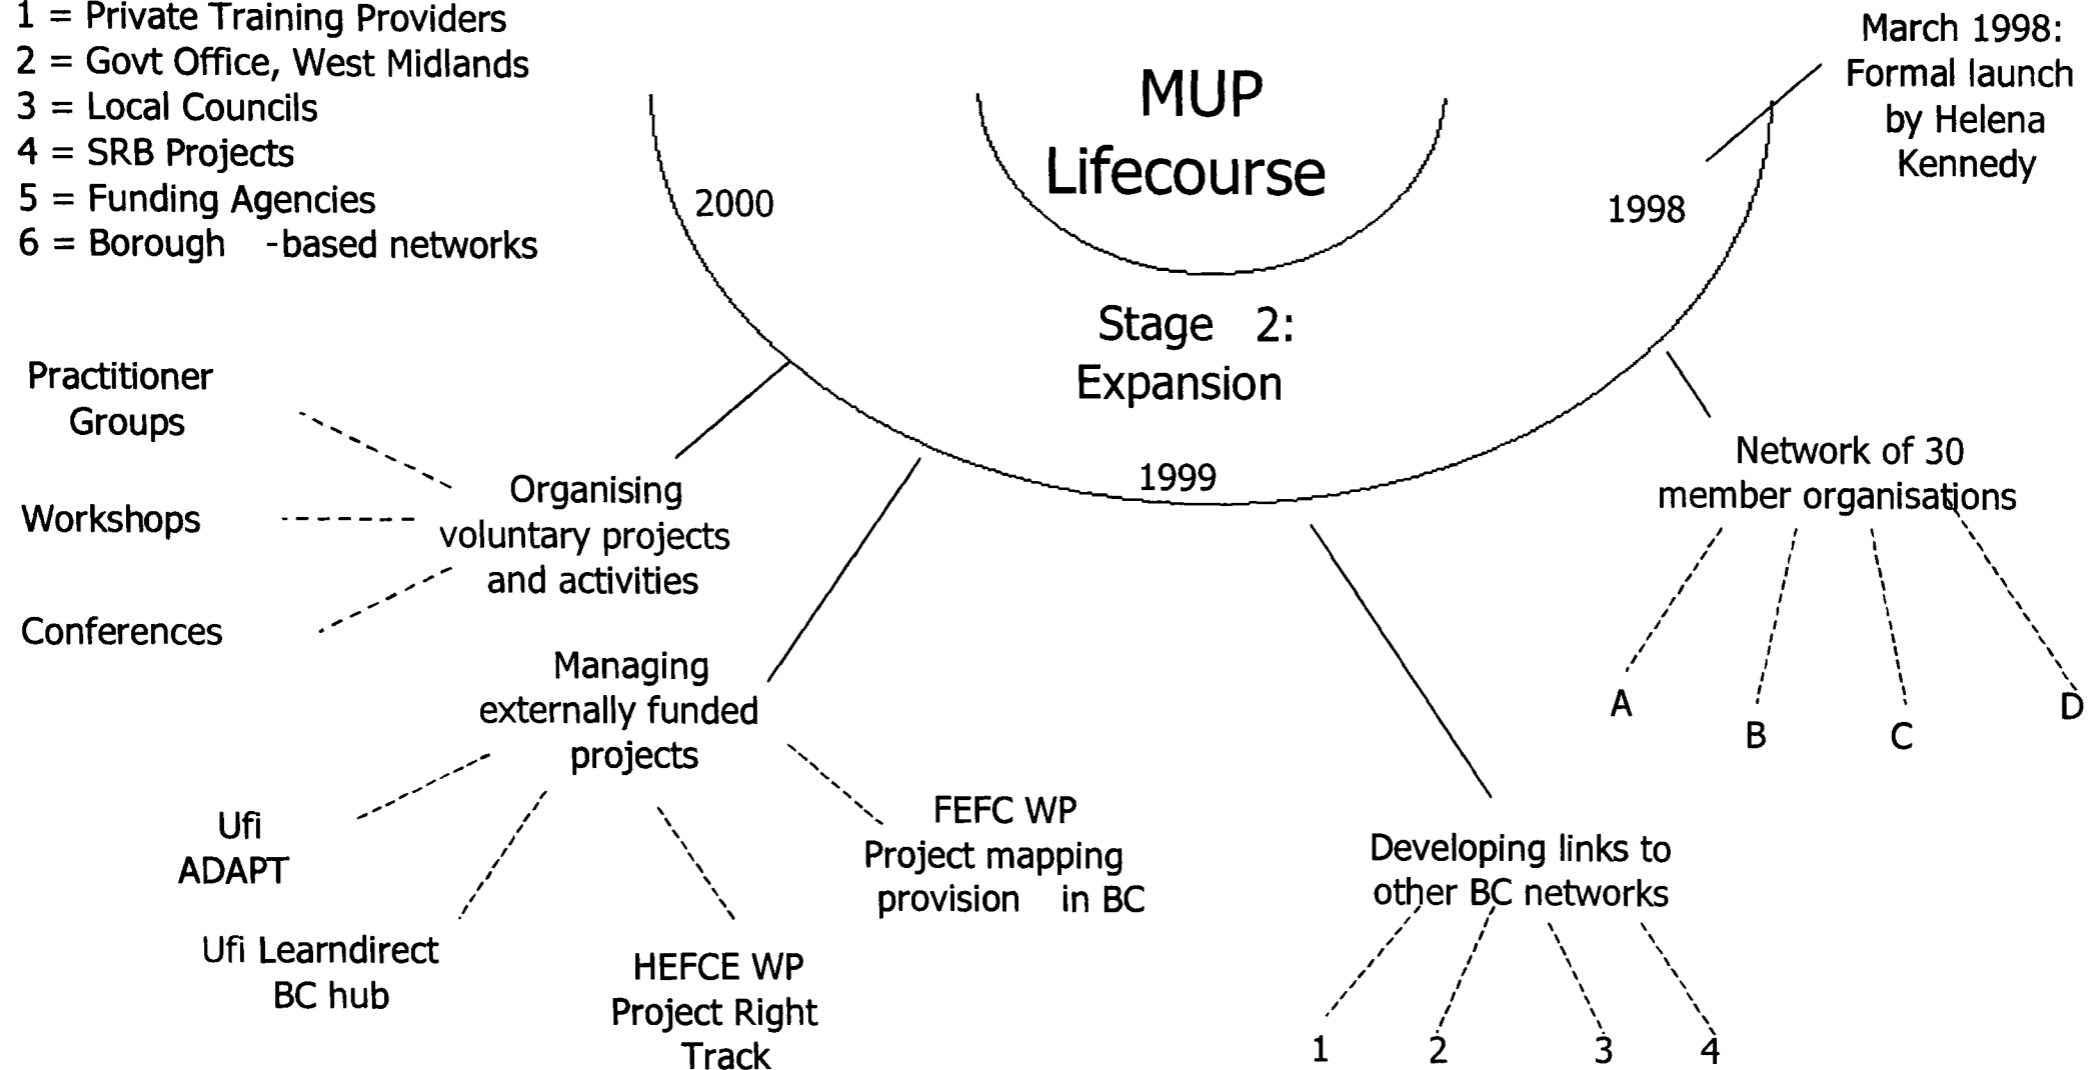 1 = Private Training Providers
2 = Govt Office, West Midlands
3 = Local Councils
4 = SRB Projects
5 = Funding Agencies
6 = Borough -based networks
MUP
Lifecourse
March 1998:
Formal launch
by Helena
Kennedy
2000
1998
Stage 2:
Expansion
1999
Practitioner
Groups
Workshops
Conferences
Organising
voluntary projects
and activities
Network of 30
member organisations
A
B
C
D
Managing
externally funded
projects
Ufi
ADAPT
Ufi Learndirect
BC hub
HEFCE WP
Project Right
Track
FEFC WP
Project mapping
provision in BC
Developing links to
other BC networks
1
2
3
4